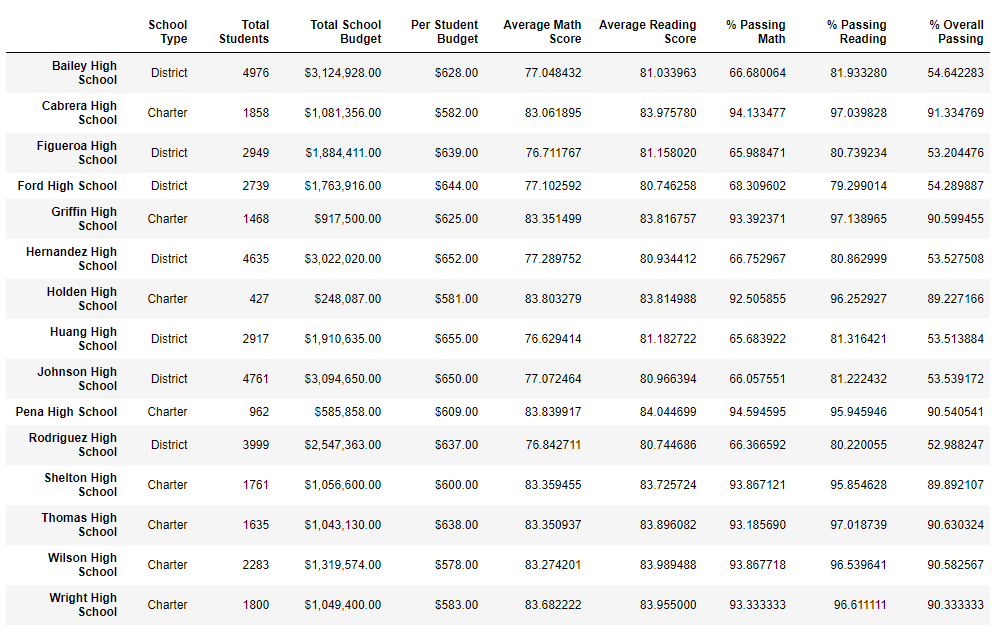 School Type Total Students Total School Budget Per Student Budget Average Math Score Average Reading Score % Passing Math % Passing Reading % Overall Passing
Bailey High School District 4976 $3,124,928.00 $628.00 77.048432 81.033963 66.680064 81.933280 54.642283
Cabrera High School Charter 1858 $1,081,356.00 $582.00 83.061895 83.975780 94.133477 97.039828 91.334769
Figueroa High School District 2949 $1,884,411.00 $639.00 76.711767 81.158020 65.988471 80.739234 53.204476
Ford High School District 2739 $1,763,916.00 $644.00 77.102592 80.746258 68.309602 79.299014 54.289887
Griffin High School Charter 1468 $917,500.00 $625.00 83.351499 83.816757 93.392371 97.138965 90.599455
Hernandez High School District 4635 $3,022,020.00 $652.00 77.289752 80.934412 66.752967 80.862999 53.527508
Holden High School Charter 427 $248,087.00 $581.00 83.803279 83.814988 92.505855 96.252927 89.227166
Huang High School District 2917 $1,910,635.00 $655.00 76.629414 81.182722 65.683922 81.316421 53.513884
Johnson High School District 4761 $3,094,650.00 $650.00 77.072464 80.966394 66.057551 81.222432 53.539172
Pena High School Charter 962 $585,858.00 $609.00 83.839917 84.044699 94.594595 95.945946 90.540541
Rodriguez High School District 3999 $2,547,363.00 $637.00 76.842711 80.744686 66.366592 80.220055 52.988247
Shelton High School Charter 1761 $1,056,600.00 $600.00 83.359455 83.725724 93.867121 95.854628 89.892107
Thomas High School Charter 1635 $1,043,130.00 $638.00 83.350937 83.896082 93.185690 97.018739 90.630324
Wilson High School Charter 2283 $1,319,574.00 $578.00 83.274201 83.989488 93.867718 96.539641 90.582567
Wright High School Charter 1800 $1,049,400.00 $583.00 83.682222 83.955000 93.333333 96.611111 90.333333